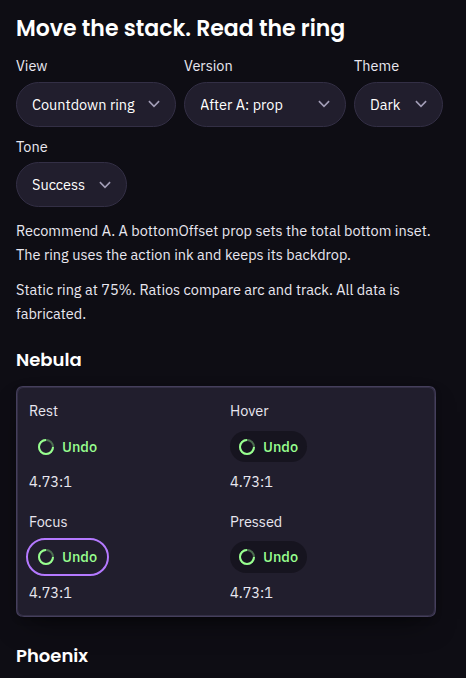 Move the stack. Read the ring
View
Version
Theme
Countdown ring
After A: prop
Dark
Tone
Success
Recommend A. A bottomOffset prop sets the total bottom inset.
The ring uses the action ink and keeps its backdrop.
Static ring at 75%. Ratios compare arc and track. All data is
fabricated.
Nebula
Rest
Hover
Undo
Undo
4.73:1
4.73:1
Focus
Pressed
Undo
Undo
4.73:1
4.73:1
Phoenix